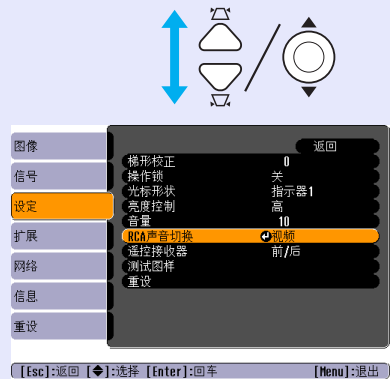 图像
信号
设定
扩展
网络
信息
重设
返回
梯形校正 0
操作锁 关
光标形状 指示器1
亮度控制 高
音量 10
RCA声音切换 视频
遥控接收器 前/后
测试图样
重设
[Esc]:返回 [◆]:选择 [Enter]:回车 [Menu]:退出